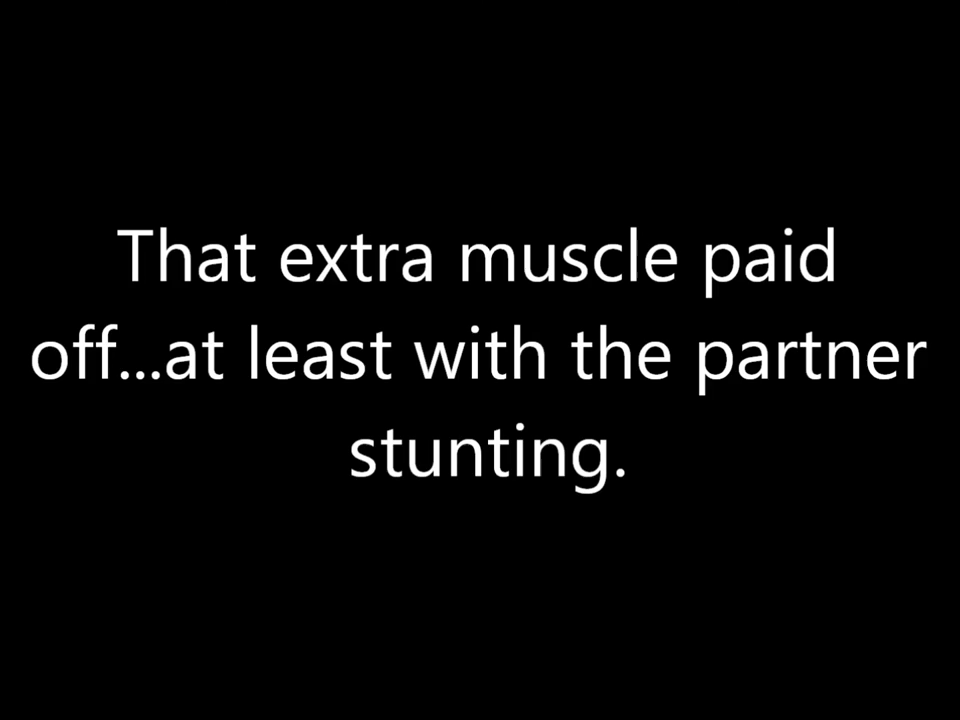 That extra muscle paid
off...at least with the partner
stunting.